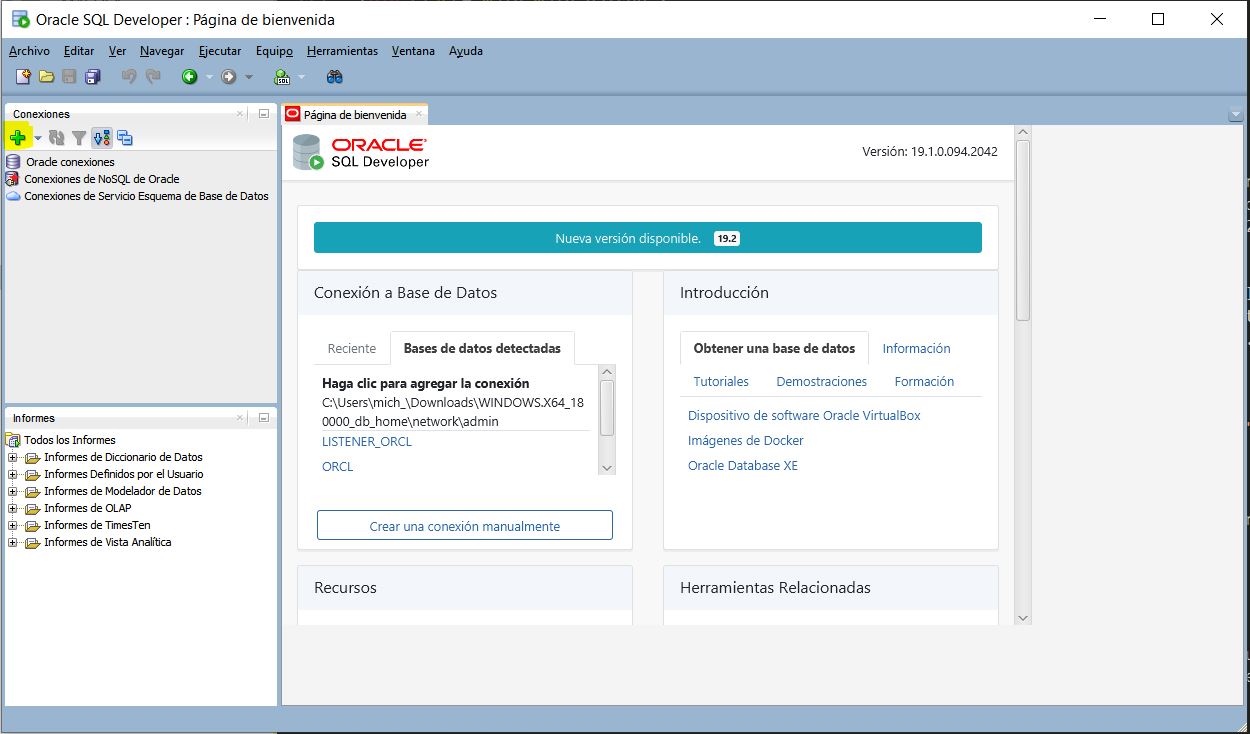 Oracle SQL Developer : Página de bienvenida
Archivo Editar Ver Navegar Ejecutar Equipo Herramientas Ventana Ayuda
SQL
Conexiones
Oracle conexiones
Conexiones de NoSQL de Oracle
Conexiones de Servicio Esquema de Base de Datos
Informes
Todos los Informes
Informes de Diccionario de Datos
Informes Definidos por el Usuario
Informes de Modelador de Datos
Informes de OLAP
Informes de TimesTen
Informes de Vista Analítica
Página de bienvenida
ORACLE
SQL Developer
Versión: 19.1.0.094.2042
Nueva versión disponible. 19.2
Conexión a Base de Datos
Reciente Bases de datos detectadas
Haga clic para agregar la conexión
C:\Users\mich_\Downloads\WINDOWS.X64_18
0000_db_home\network\admin
LISTENER_ORCL
ORCL
Crear una conexión manualmente
Introducción
Obtener una base de datos Información
Tutoriales Demostraciones Formación
Dispositivo de software Oracle VirtualBox
Imágenes de Docker
Oracle Database XE
Recursos
Herramientas Relacionadas